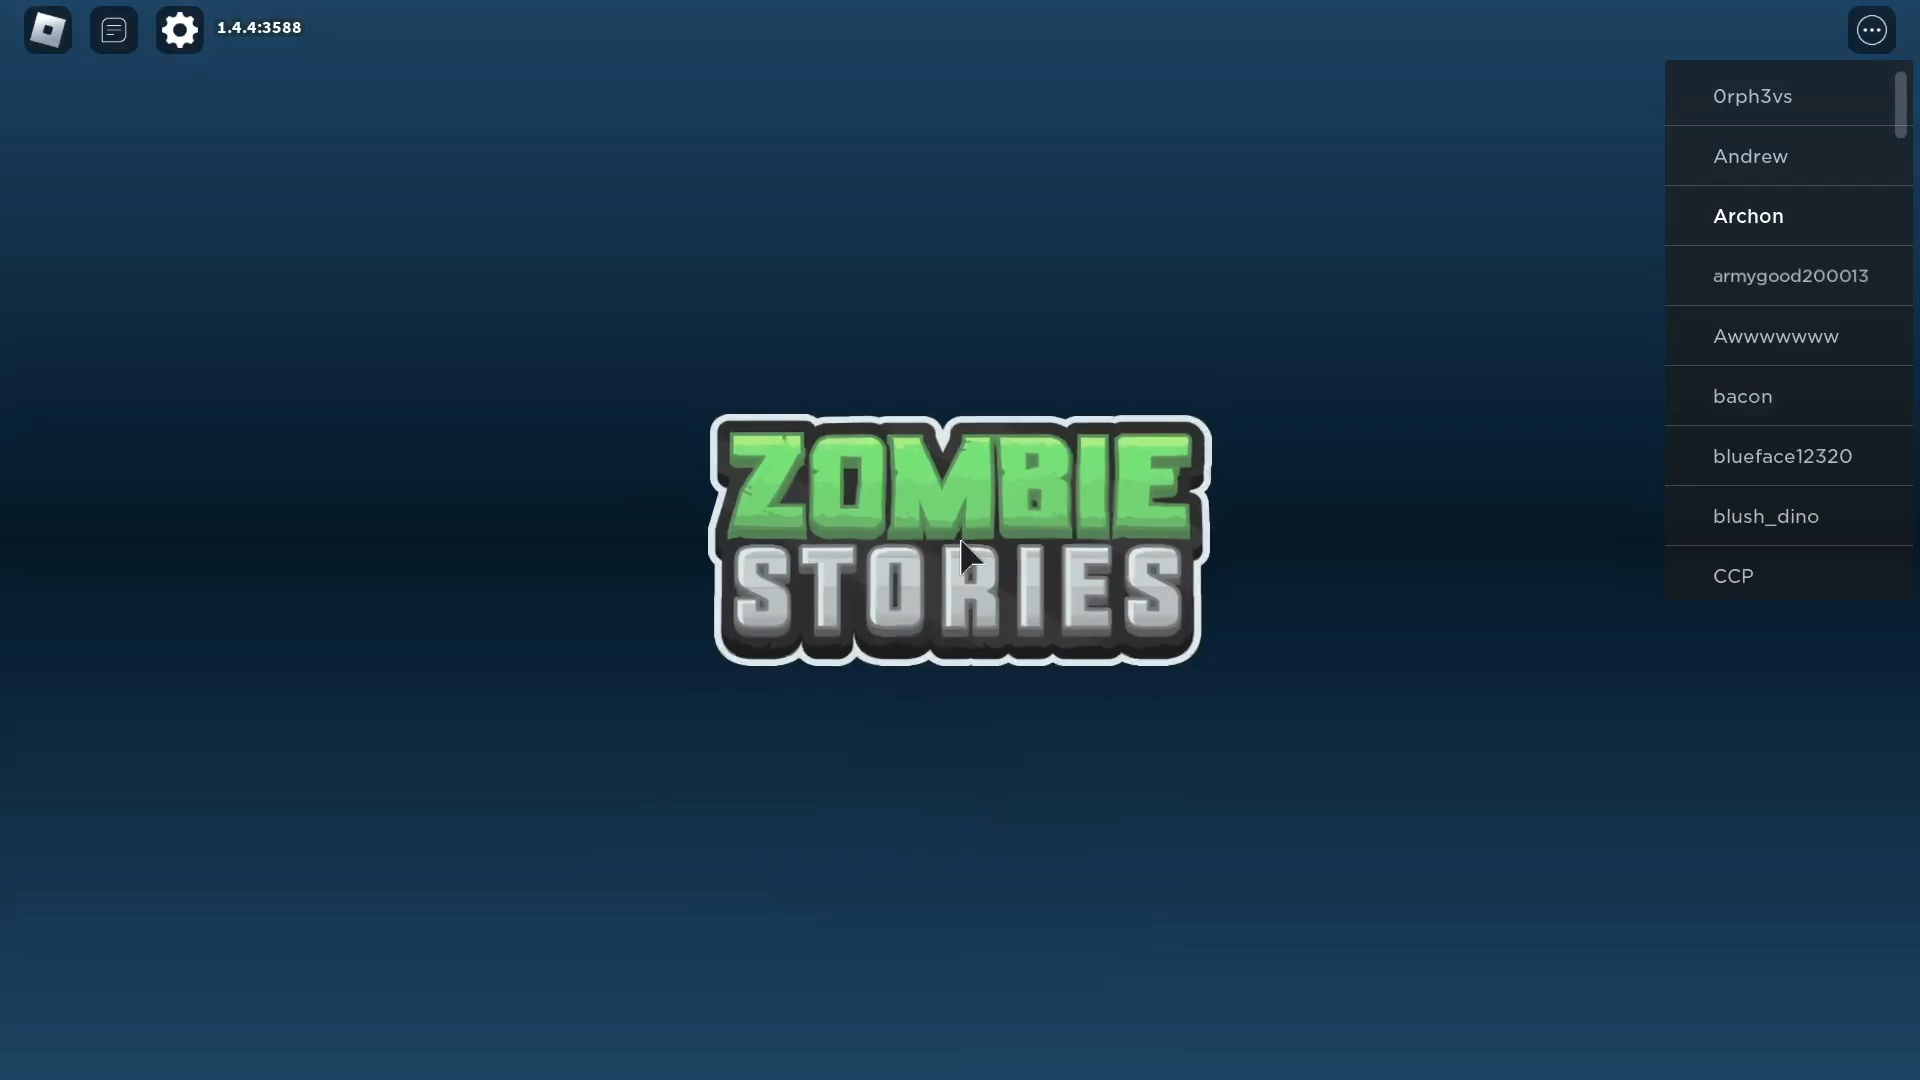 1.4.4:3588
0rph3vs
Andrew
Archon
armygood200013
Awwwwwww
bacon
blueface12320
blush_dino
CCP
ZOMBIE
STORIES